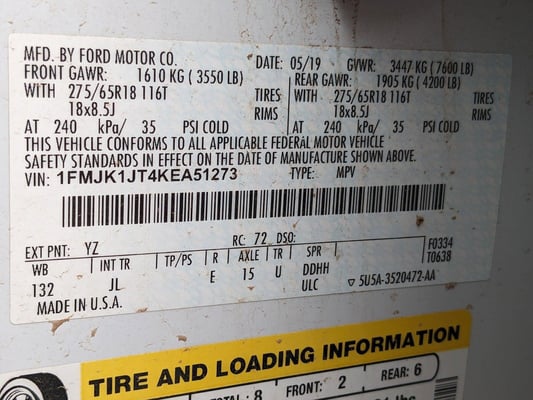 MFD. BY FORD MOTOR CO. DATE: 05/19 GVWR: 3447 KG ( 7600 LB)
FRONT GAWR: 1610 KG ( 3550 LB) REAR GAWR: 1905 KG ( 4200 LB)
WITH 275/65R18 116T TIRES WITH 275/65R18 116T TIRES
18x8.5J RIMS 18x8.5J RIMS
AT 240 kPa/ 35 PSI COLD AT 240 kPa/ 35 PSI COLD
THIS VEHICLE CONFORMS TO ALL APPLICABLE FEDERAL MOTOR VEHICLE
SAFETY STANDARDS IN EFFECT ON THE DATE OF MANUFACTURE SHOWN ABOVE.
VIN: 1FMJK1JT4KEA51273 TYPE: MPV
EXT PNT: YZ RC: 72 DSO: F0334
WB INT TR TP/PS R AXLE TR SPR T0638
132 JL E 15 U DDHH
ULC 5U5A-3520472-AA
MADE IN U.S.A.
TIRE AND LOADING INFORMATION
TOTAL: 8 FRONT: 2 REAR: 6
lbs